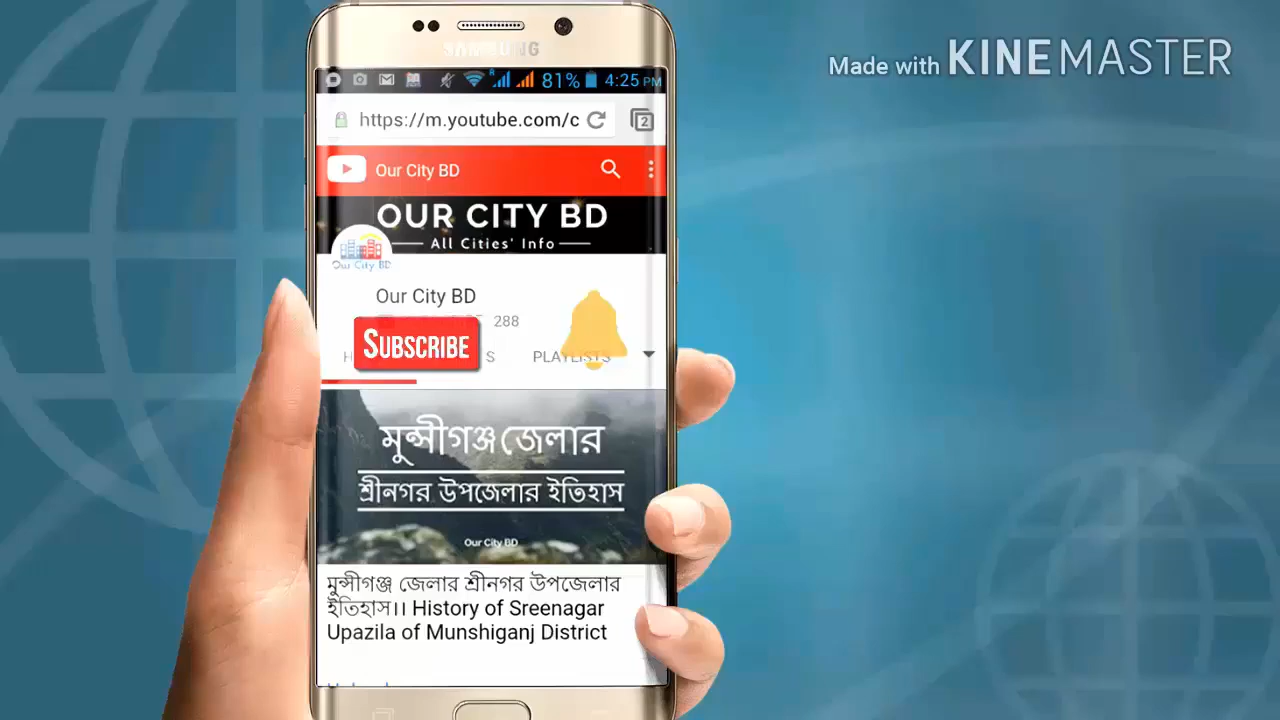 Made with KINEMASTER
SAMSUNG
81% 4:25 PM
https://m.youtube.com/c
2
Our City BD
OUR CITY BD
All Cities' Info
Our City BD
Our City BD
288
SUBSCRIBE
PLAYLISTS
মুন্সীগঞ্জ জেলার
শ্রীনগর উপজেলার ইতিহাস
Our City BD
মুন্সীগঞ্জ জেলার শ্রীনগর উপজেলার
ইতিহাস।। History of Sreenagar
Upazila of Munshiganj District